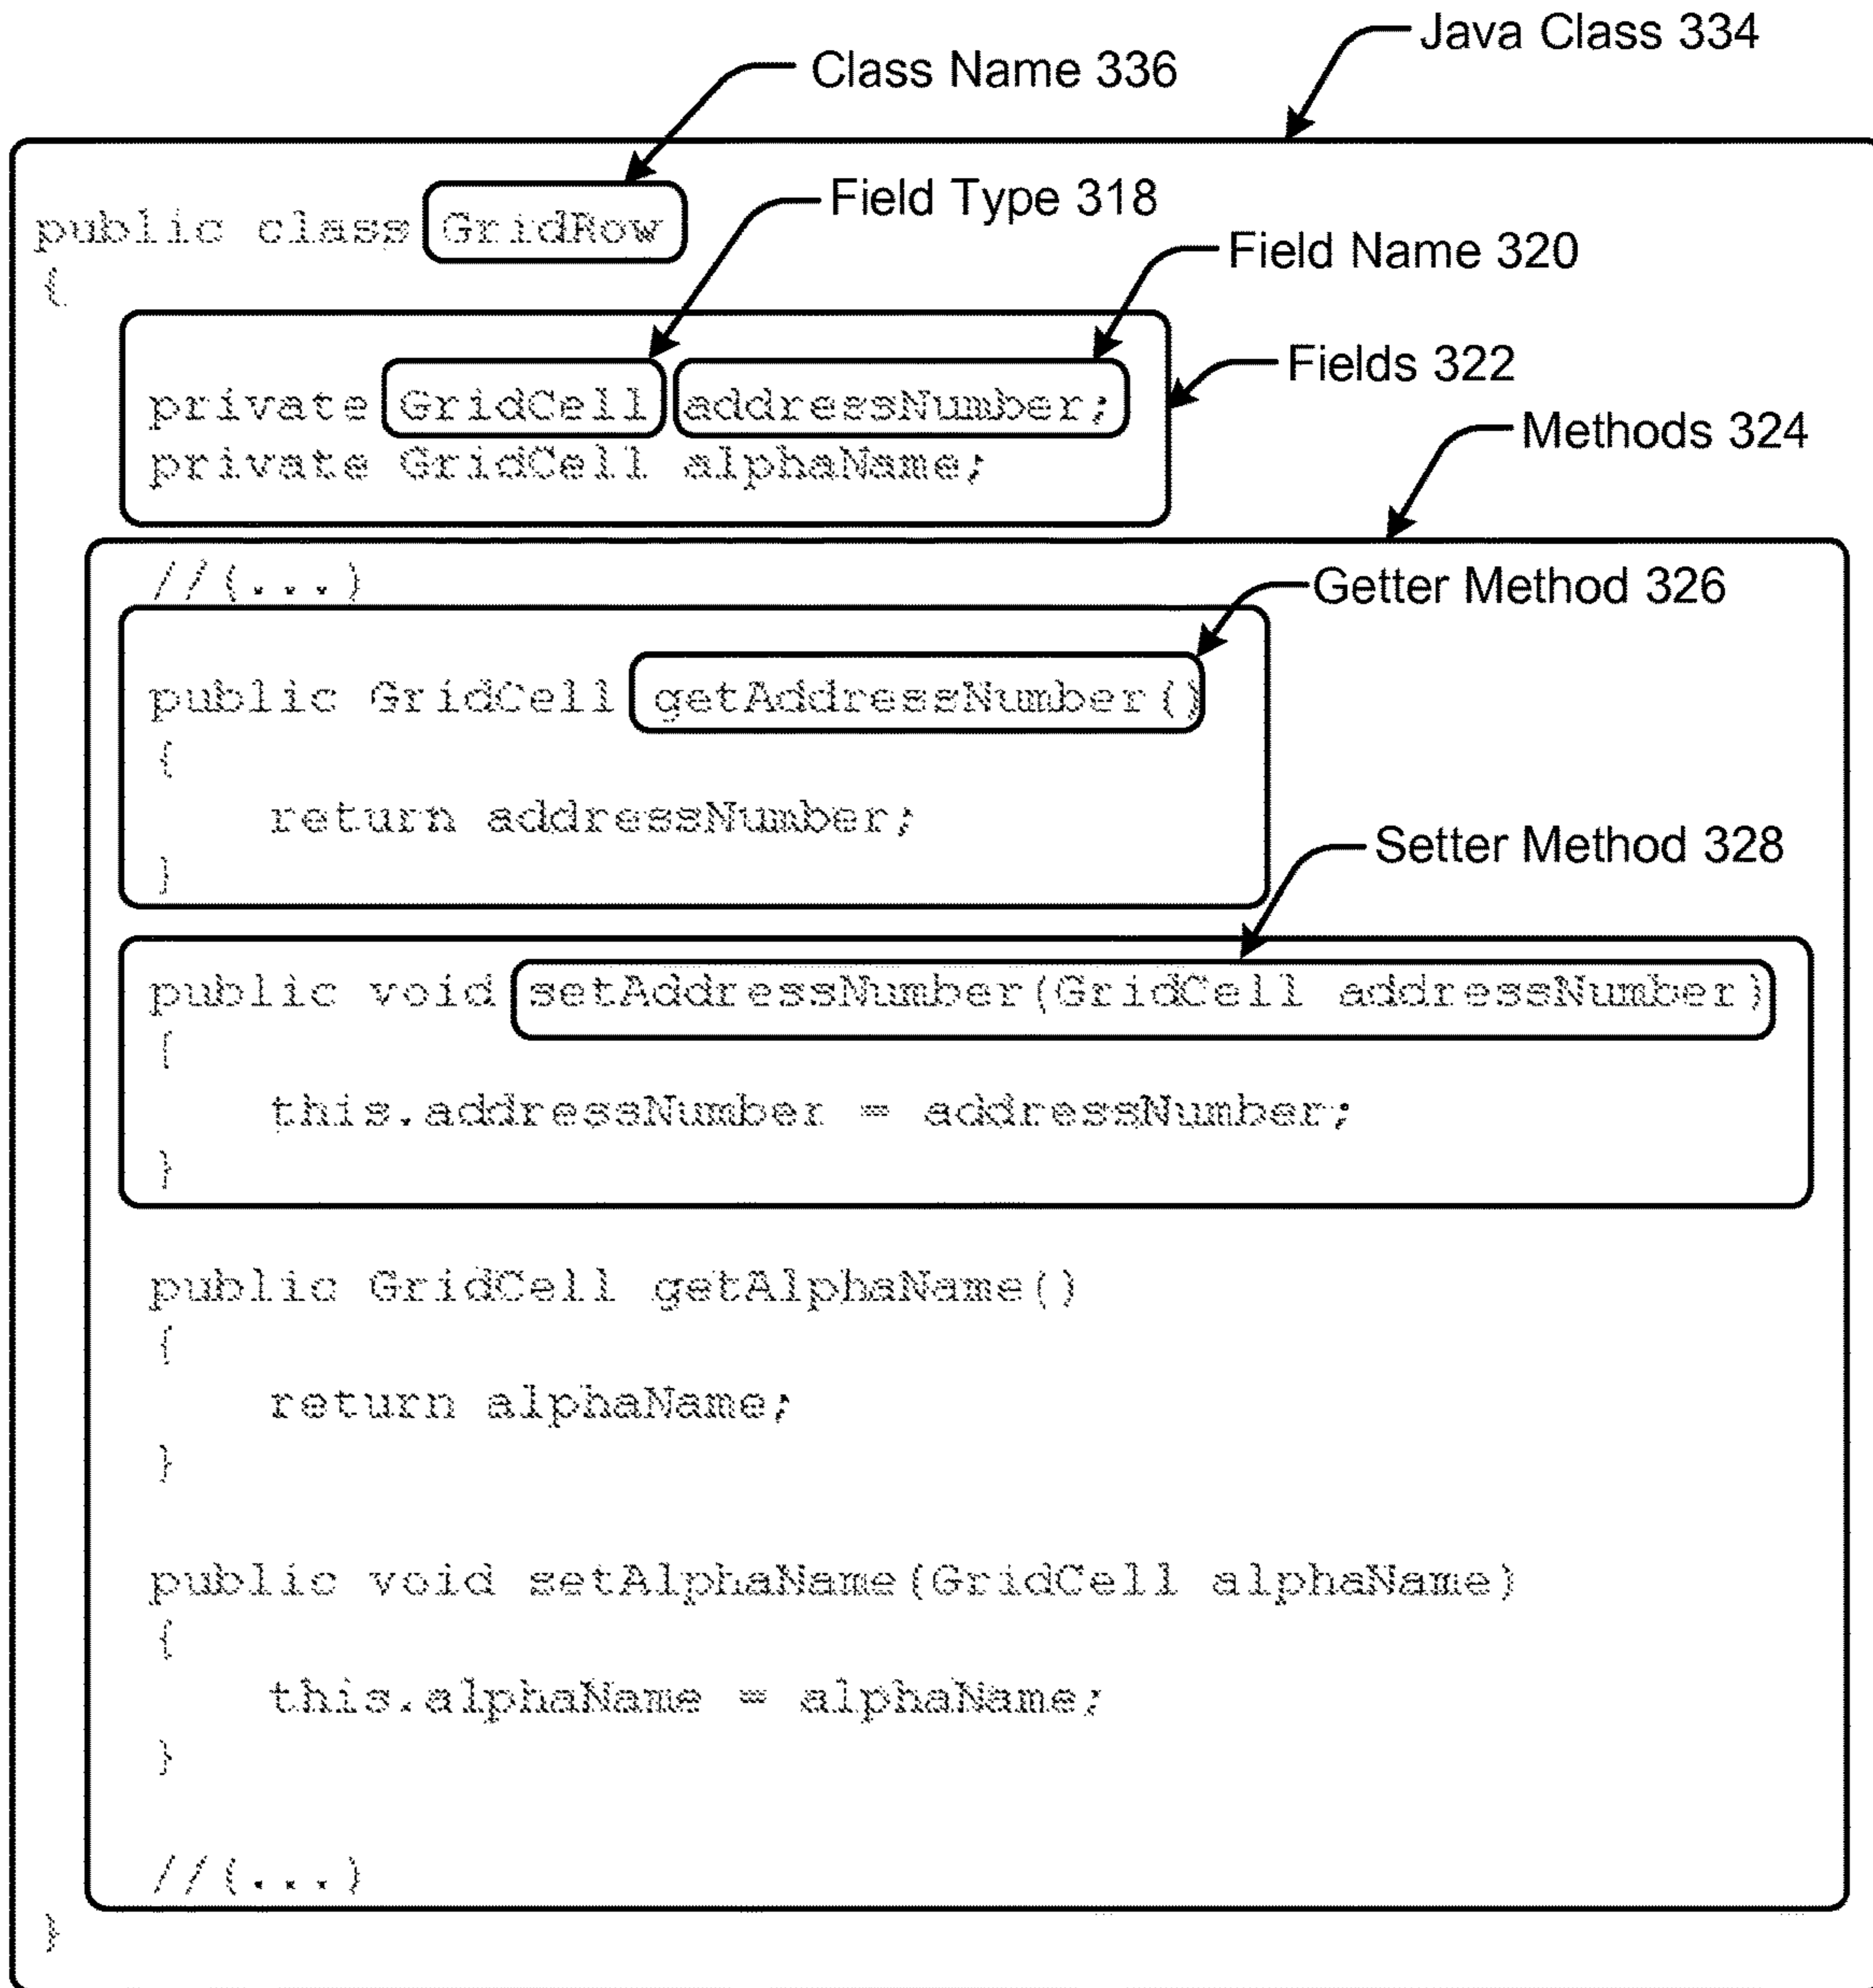 Java Class 334
Class Name 336
Field Type 318
public class GridRow
Field Name 320
{
Fields 322
private GridCell addressNumber;
Methods 324
private GridCell alphaName;
//(...)
Getter Method 326
public GridCell getAddressNumber()
{
return addressNumber;
Setter Method 328
}
public void setAddressNumber(GridCell addressNumber)
{
this.addressNumber = addressNumber;
}
public GridCell getAlphaName()
{
return alphaName;
}
public void setAlphaName(GridCell alphaName)
{
this.alphaName = alphaName;
}
//(...)
}